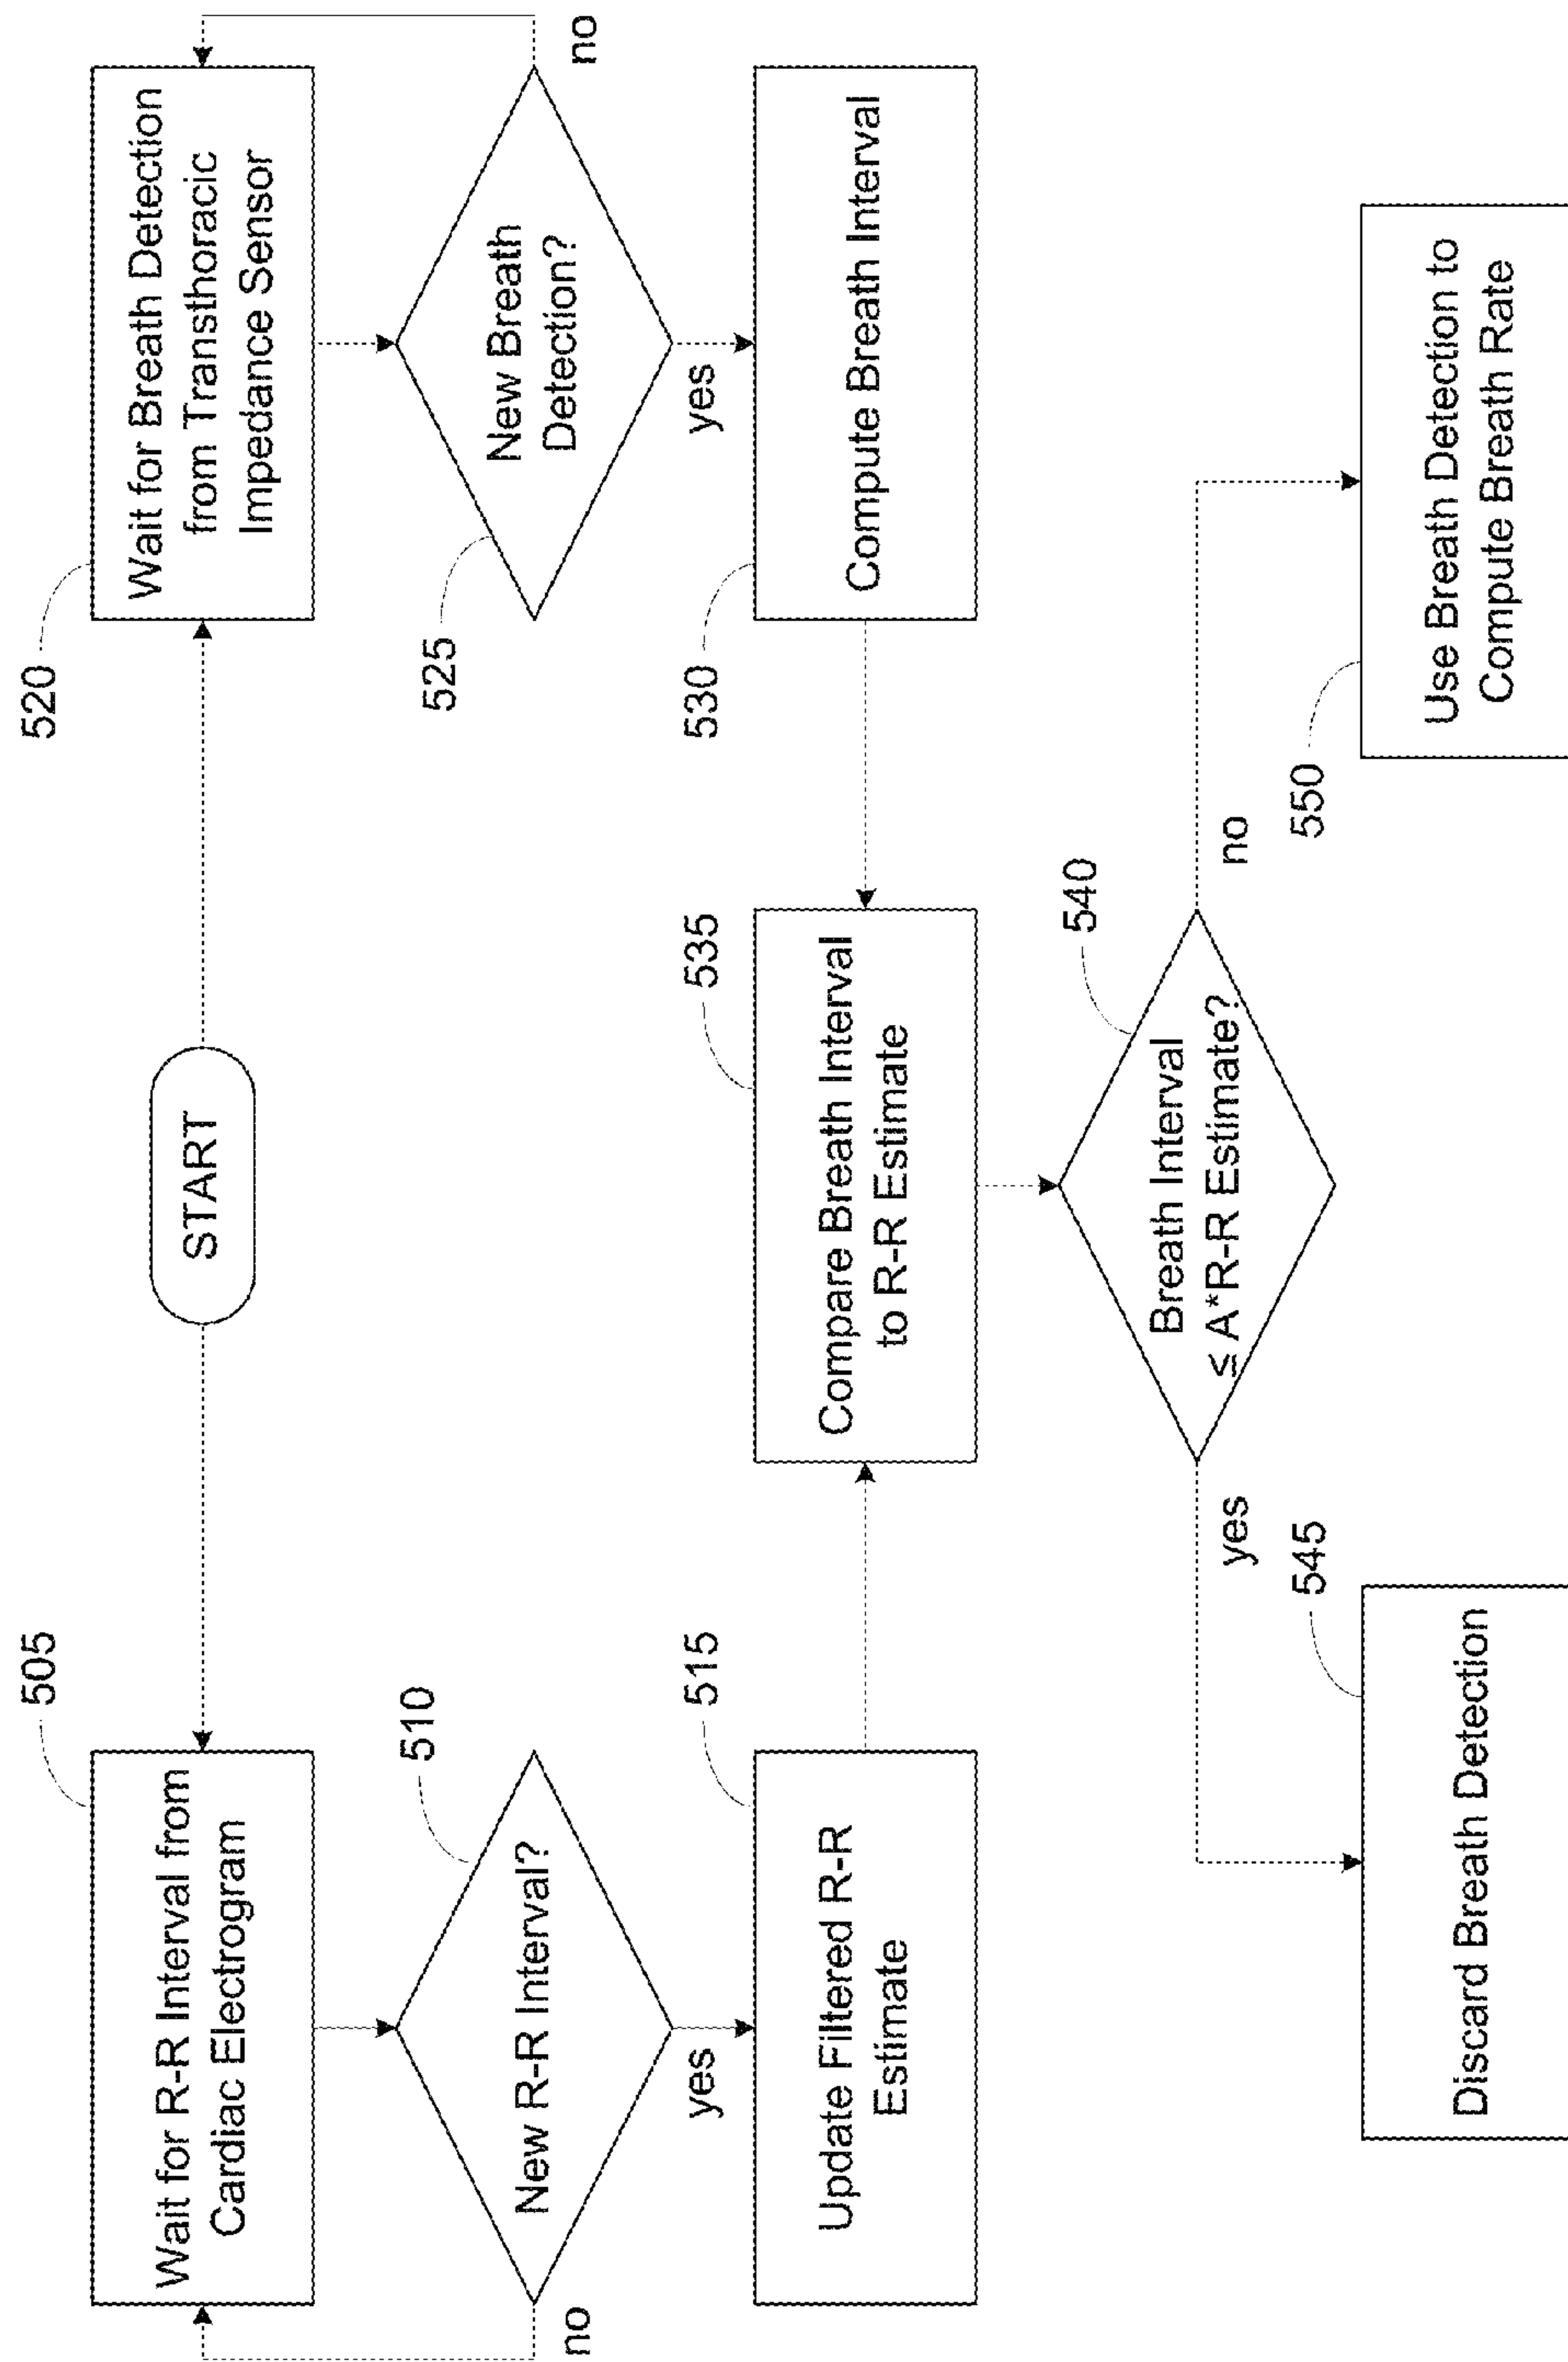 START
505
Wait for R-R Interval from
Cardiac Electrogram
510
New R-R Interval?
no
yes
515
Update Filtered R-R
Estimate
520
Wait for Breath Detection
from Transthoracic
Impedance Sensor
525
New Breath
Detection?
no
yes
530
Compute Breath Interval
535
Compare Breath Interval
to R-R Estimate
540
Breath Interval
≦ A*R-R Estimate?
yes
no
545
Discard Breath Detection
550
Use Breath Detection to
Compute Breath Rate